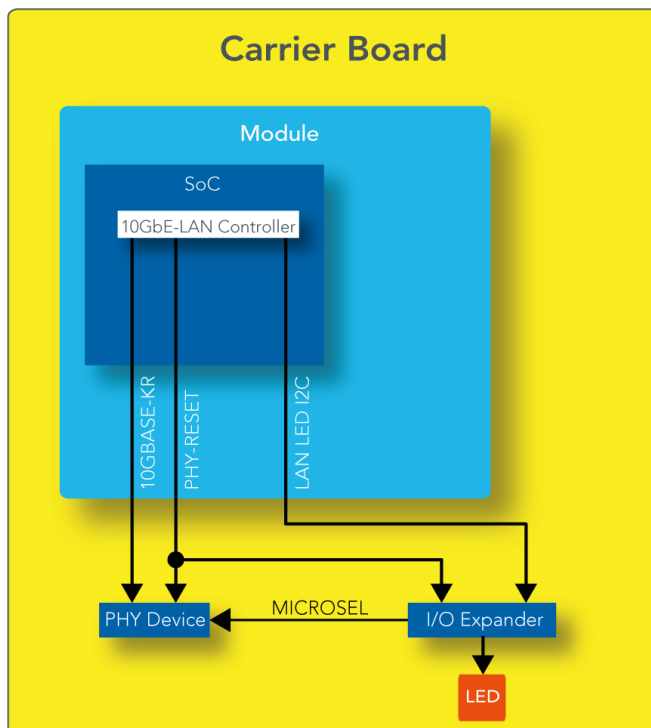 Carrier Board
Module
SoC
10GbE-LAN Controller
10GBASE-KR
PHY-RESET
LAN LED I2C
PHY Device
MICROSEL
I/O Expander
LED